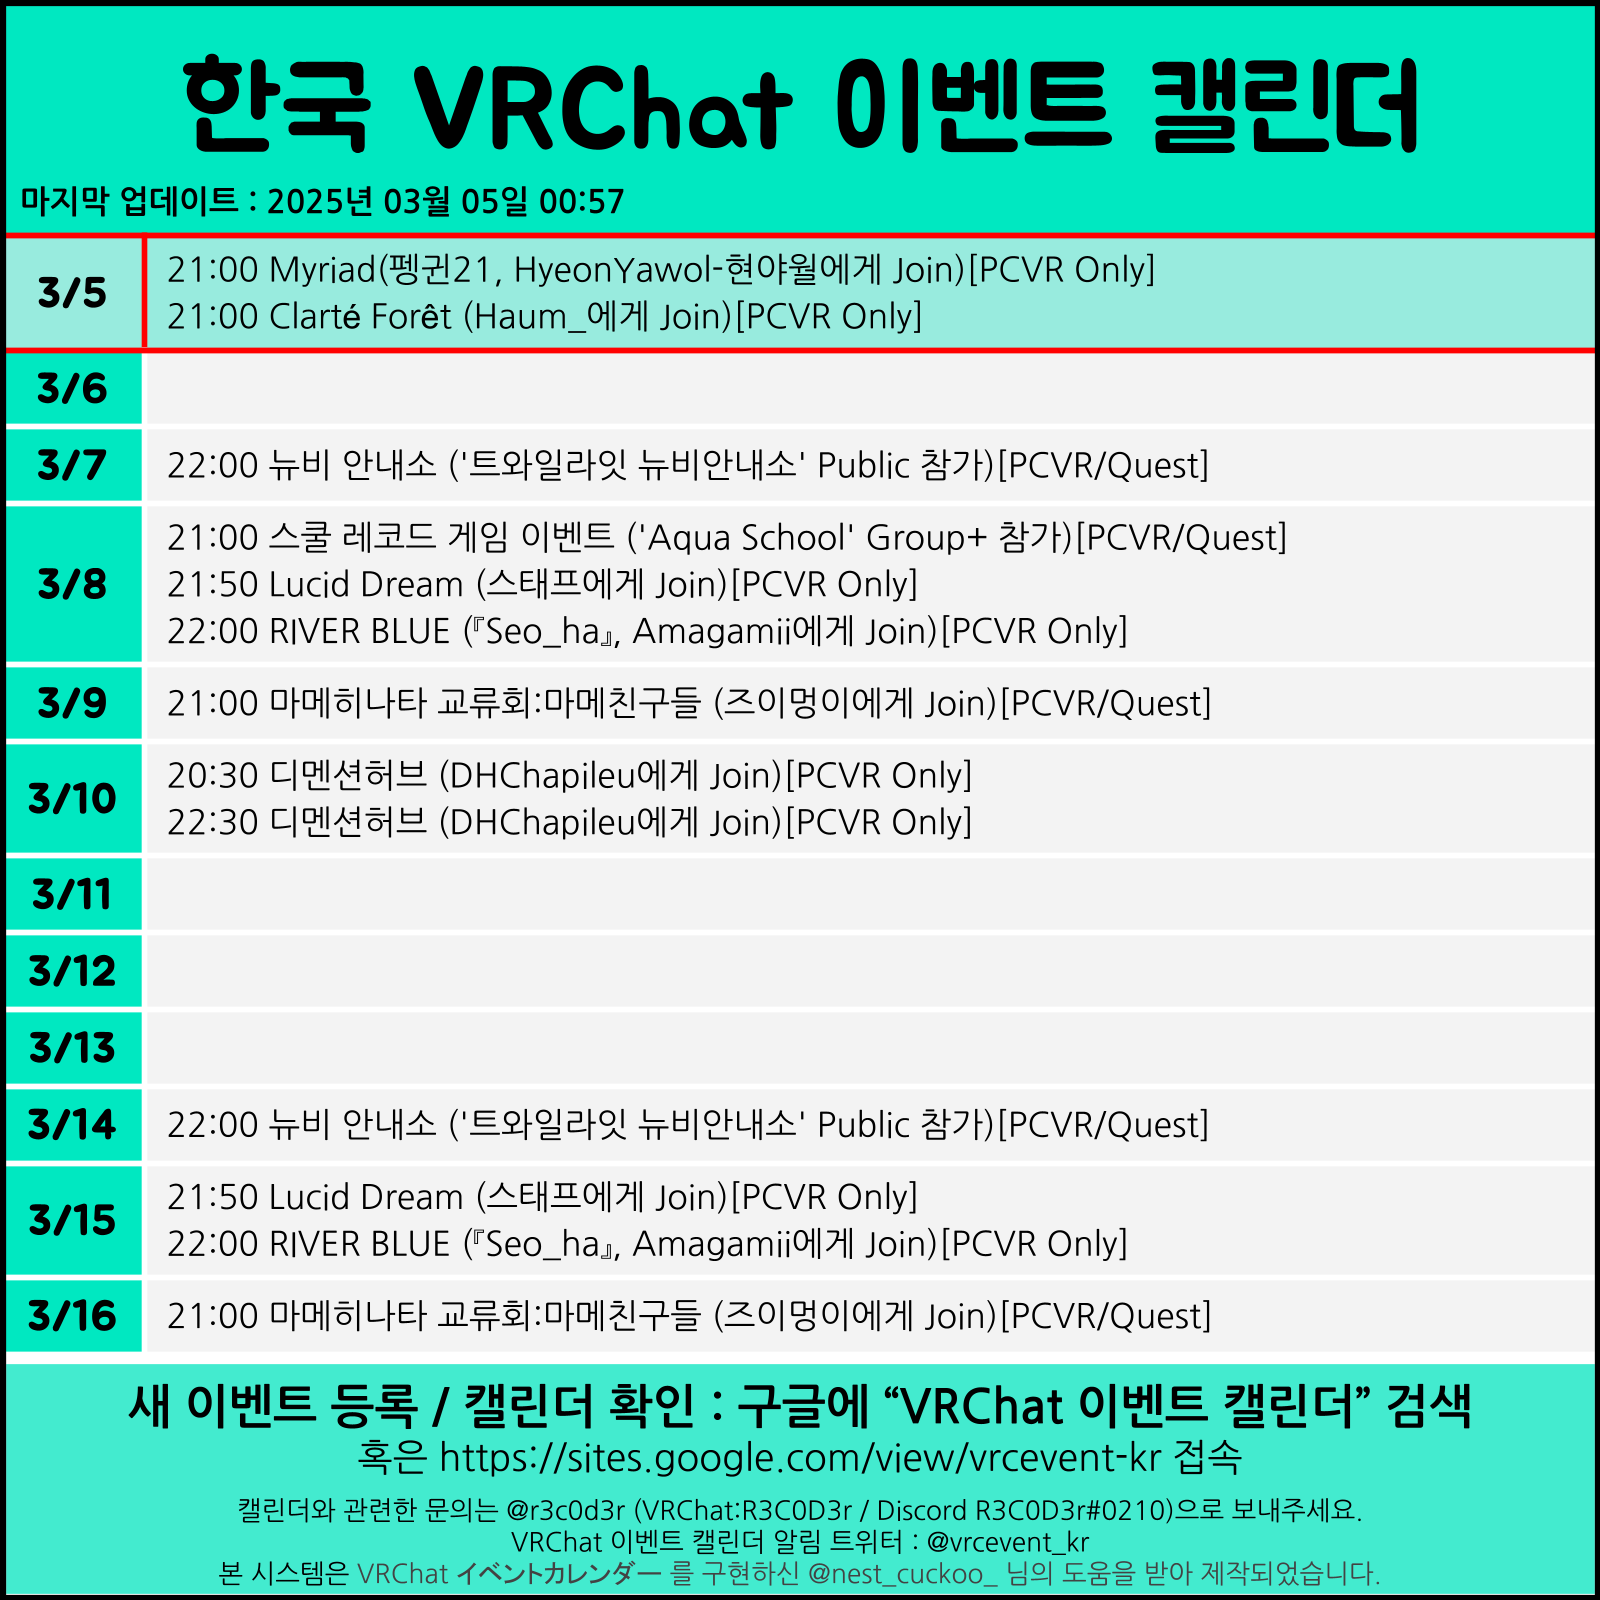 한국 VRChat 이벤트 캘린더
마지막 업데이트 : 2025년 03월 05일 00:57
3/5
21:00 Myriad(펭귄21, HyeonYawol-현야월에게 Join)[PCVR Only]
21:00 Clarté Forêt (Haum_에게 Join)[PCVR Only]
3/6
3/7
22:00 뉴비 안내소 ('트와일라잇 뉴비안내소' Public 참가)[PCVR/Quest]
3/8
21:00 스쿨 레코드 게임 이벤트 ('Aqua School' Group+ 참가)[PCVR/Quest]
21:50 Lucid Dream (스태프에게 Join)[PCVR Only]
22:00 RIVER BLUE (『Seo_ha』, Amagamii에게 Join)[PCVR Only]
3/9
21:00 마메히나타 교류회:마메친구들 (즈이멍이에게 Join)[PCVR/Quest]
3/10
20:30 디멘션허브 (DHChapileu에게 Join)[PCVR Only]
22:30 디멘션허브 (DHChapileu에게 Join)[PCVR Only]
3/11
3/12
3/13
3/14
22:00 뉴비 안내소 ('트와일라잇 뉴비안내소' Public 참가)[PCVR/Quest]
3/15
21:50 Lucid Dream (스태프에게 Join)[PCVR Only]
22:00 RIVER BLUE (『Seo_ha』, Amagamii에게 Join)[PCVR Only]
3/16
21:00 마메히나타 교류회:마메친구들 (즈이멍이에게 Join)[PCVR/Quest]
새 이벤트 등록 / 캘린더 확인 : 구글에 “VRChat 이벤트 캘린더” 검색
혹은 https://sites.google.com/view/vrcevent-kr 접속
캘린더와 관련한 문의는 @r3c0d3r (VRChat:R3C0D3r / Discord R3C0D3r#0210)으로 보내주세요.
VRChat 이벤트 캘린더 알림 트위터 : @vrcevent_kr
본 시스템은 VRChat イベントカレンダー 를 구현하신 @nest_cuckoo_ 님의 도움을 받아 제작되었습니다.